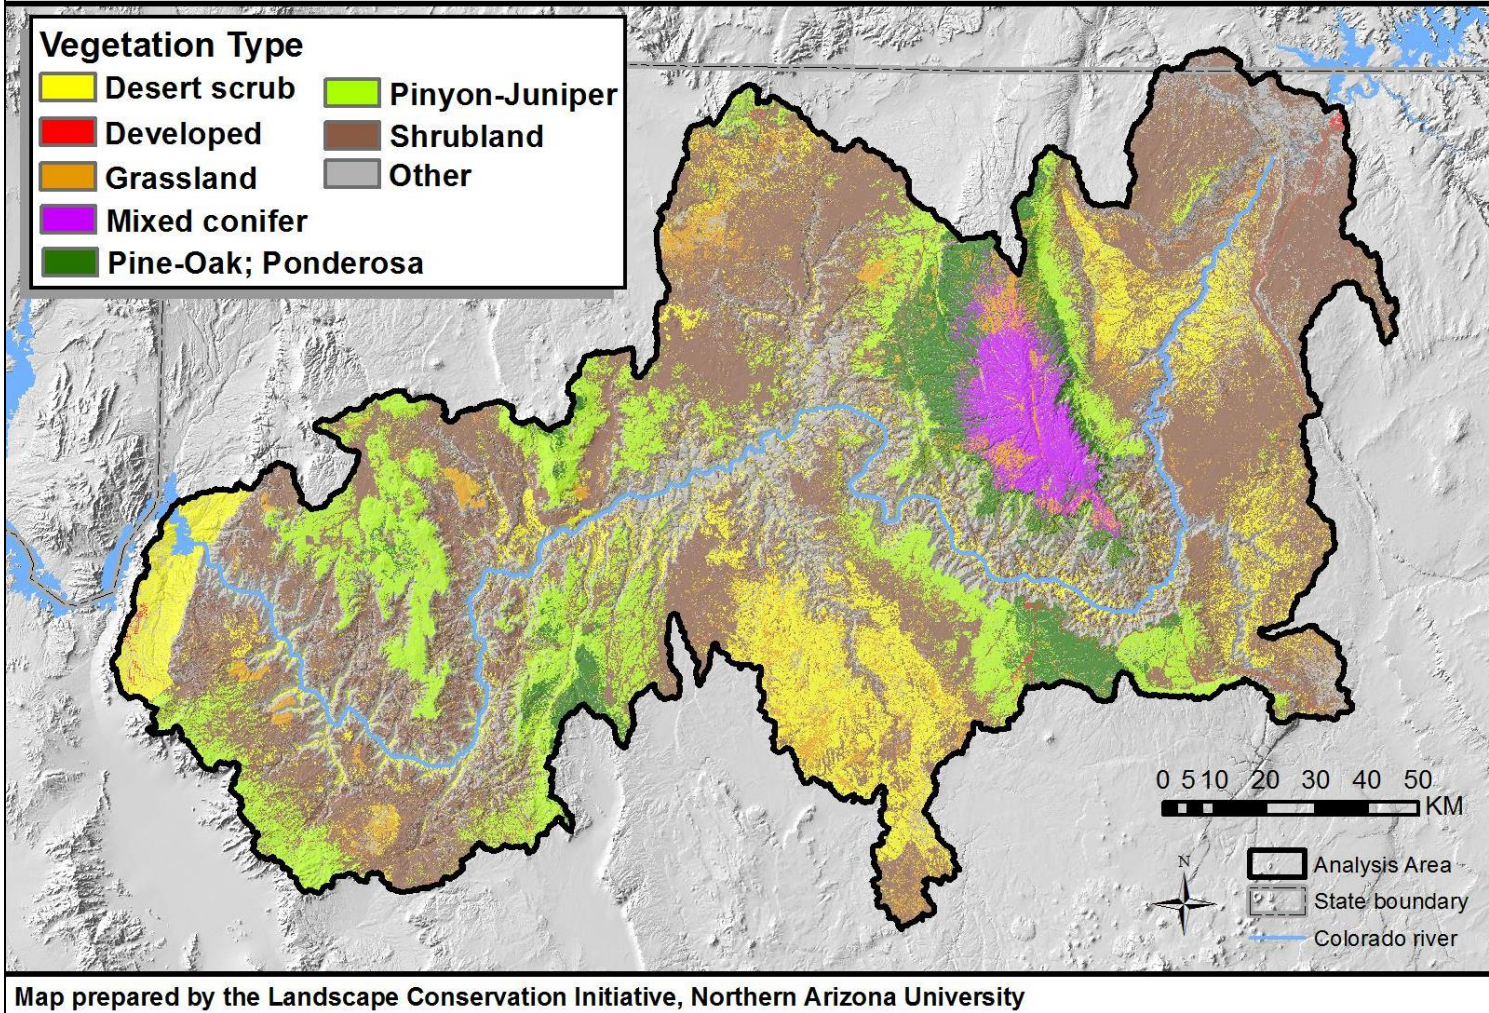 Vegetation Type
Desert scrub
Developed
Grassland
Mixed conifer
Pine-Oak; Ponderosa
Pinyon-Juniper
Shrubland
Other
0 5 10 20 30 40 50
KM
N
Analysis Area
State boundary
Colorado river
Map prepared by the Landscape Conservation Initiative, Northern Arizona University